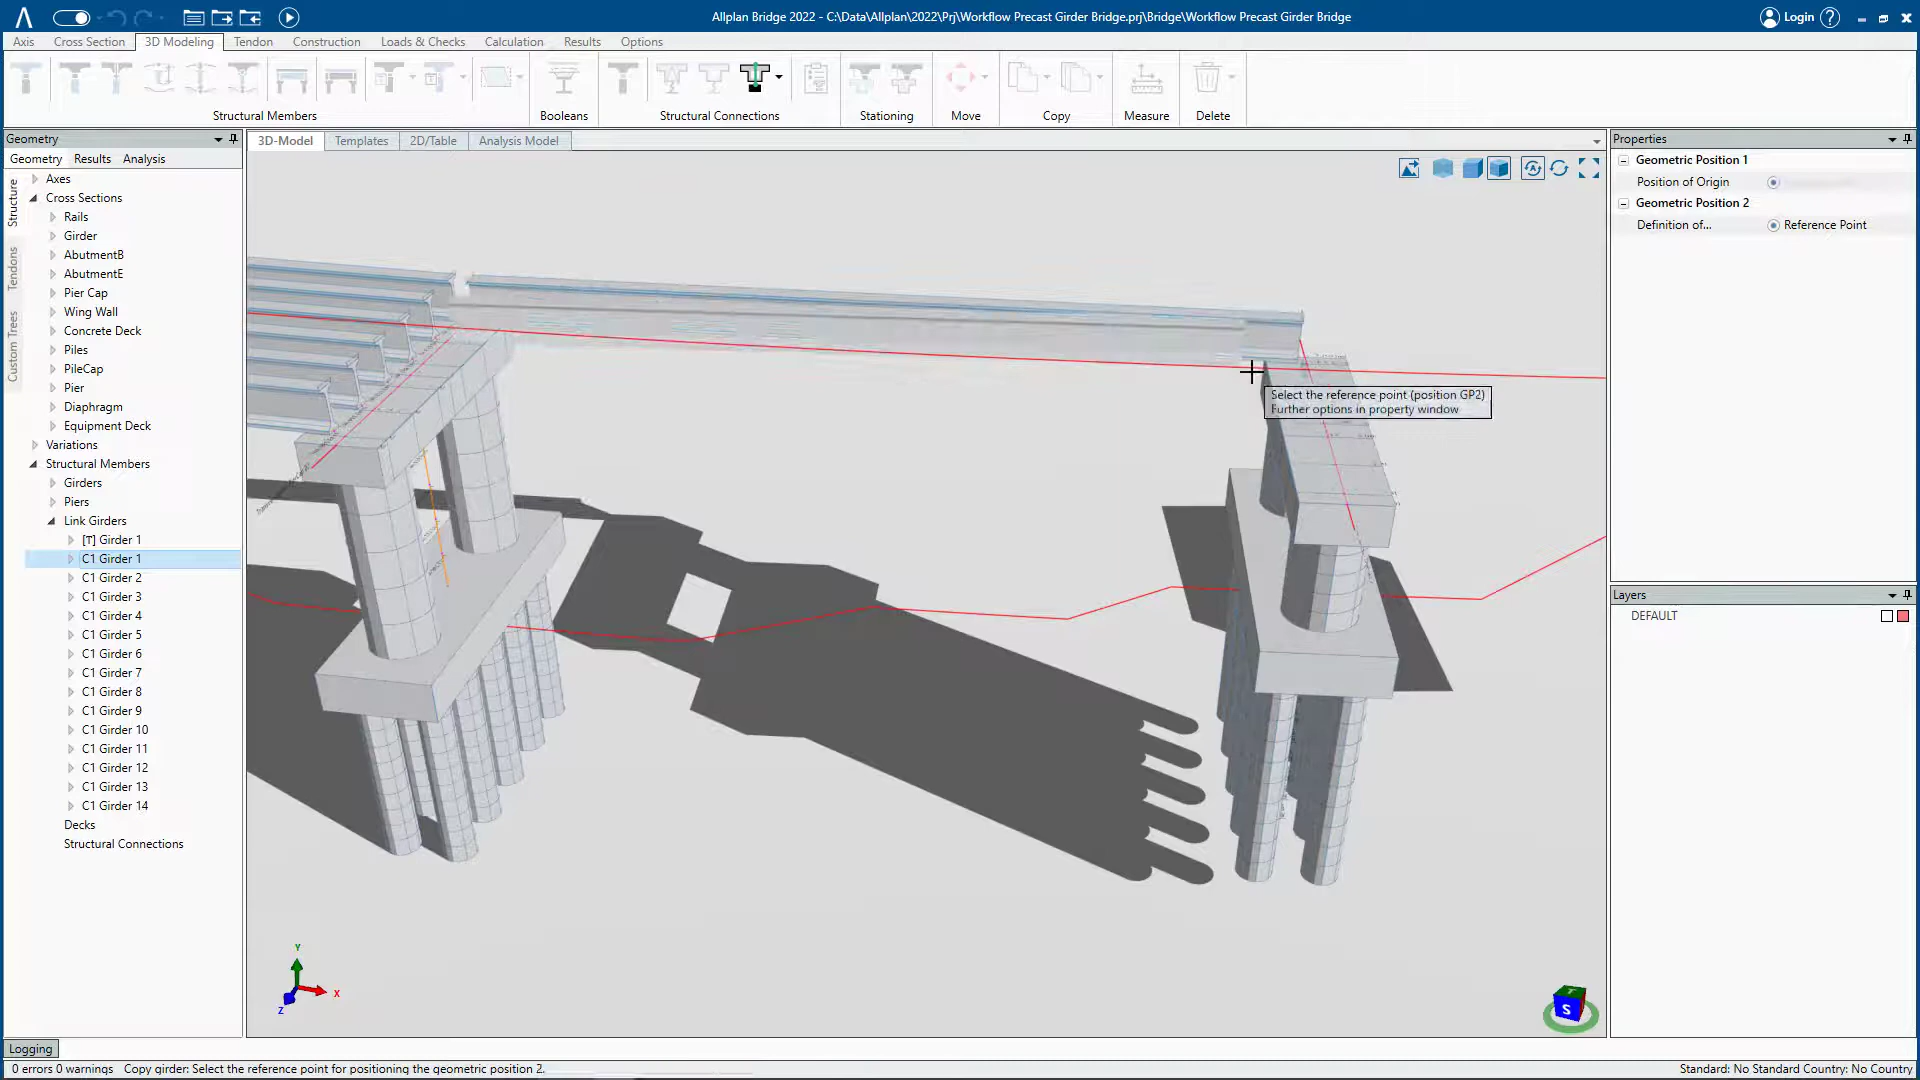 Allplan Bridge 2022 - C:\Data\Allplan\2022\Prj\Workflow Precast Girder Bridge.prj\Bridge\Workflow Precast Girder Bridge
Login
Axis
Cross Section
3D Modeling
Tendon
Construction
Loads & Checks
Calculation
Results
Options
Structural Members
Booleans
Structural Connections
Stationing
Move
Copy
Measure
Delete
Geometry
Geometry
Results
Analysis
Structure
Tendons
Custom Trees
Axes
Cross Sections
Rails
Girder
AbutmentB
AbutmentE
Pier Cap
Wing Wall
Concrete Deck
Piles
PileCap
Pier
Diaphragm
Equipment Deck
Variations
Structural Members
Girders
Piers
Link Girders
[T] Girder 1
C1 Girder 1
C1 Girder 2
C1 Girder 3
C1 Girder 4
C1 Girder 5
C1 Girder 6
C1 Girder 7
C1 Girder 8
C1 Girder 9
C1 Girder 10
C1 Girder 11
C1 Girder 12
C1 Girder 13
C1 Girder 14
Decks
Structural Connections
3D-Model
Templates
2D/Table
Analysis Model
Select the reference point (position GP2)
Further options in property window
Y
X
Z
T
S
Properties
Geometric Position 1
Position of Origin
Geometric Position 2
Definition of...
Reference Point
Layers
DEFAULT
Logging
0 errors 0 warnings
Copy girder: Select the reference point for positioning the geometric position 2.
Standard: No Standard Country: No Country